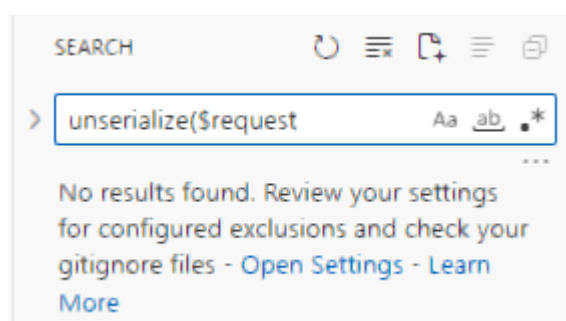 SEARCH
unserialize($request
Aa ab .*
...
No results found. Review your settings
for configured exclusions and check your
gitignore files - Open Settings - Learn
More